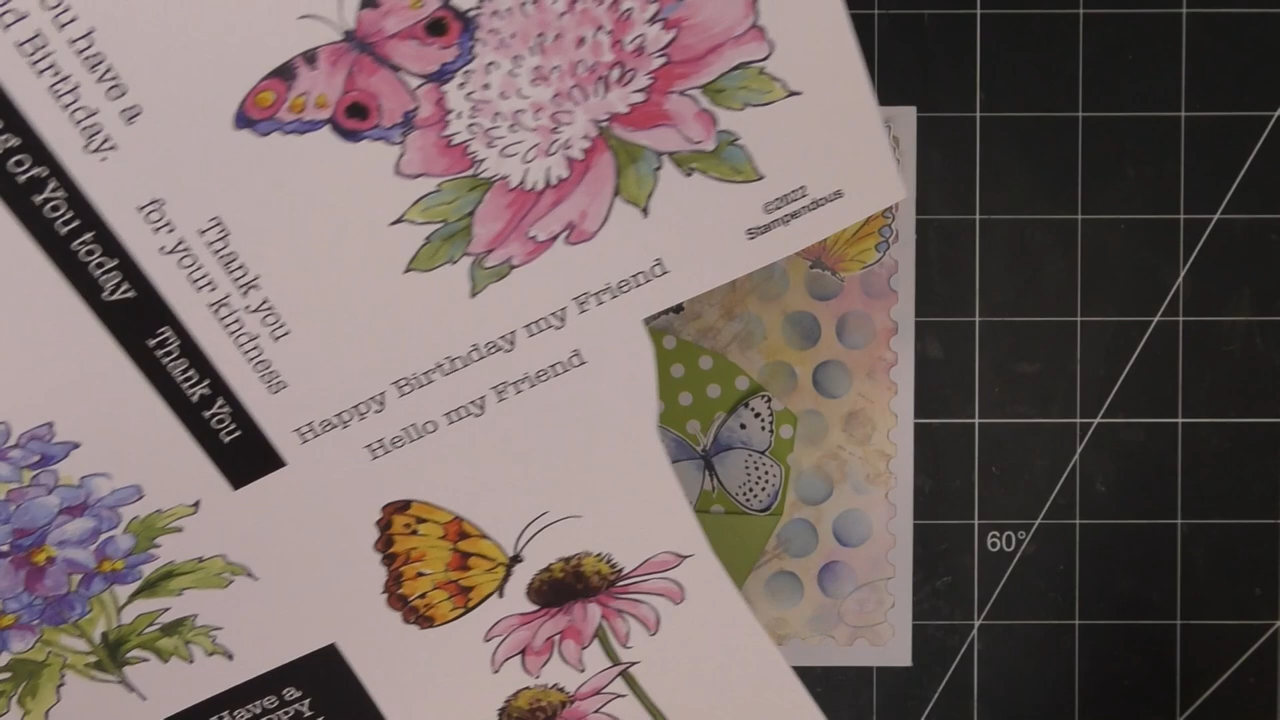 ou have a
d Birthday,
g of You today
Thank You
Thank you
for your kindness
©2022
Stampendous
Happy Birthday my Friend
Hello my Friend
Have a
60°